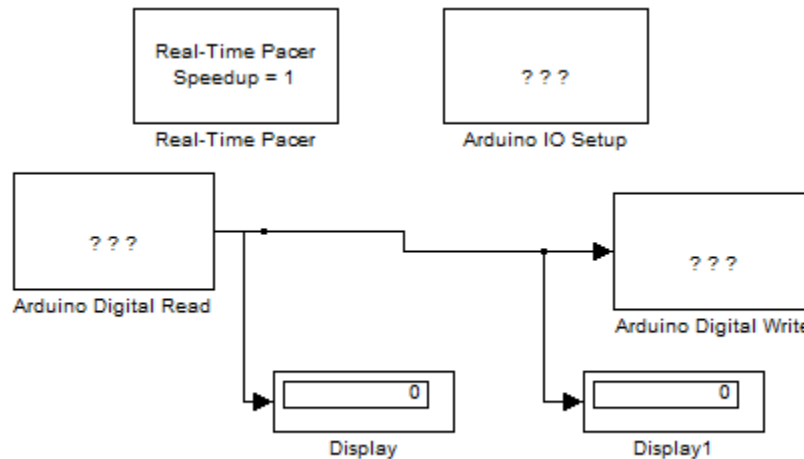 Real-Time Pacer
Speedup = 1
Real-Time Pacer
? ? ?
Arduino IO Setup
? ? ?
Arduino Digital Read
? ? ?
Arduino Digital Write
0
Display
0
Display1